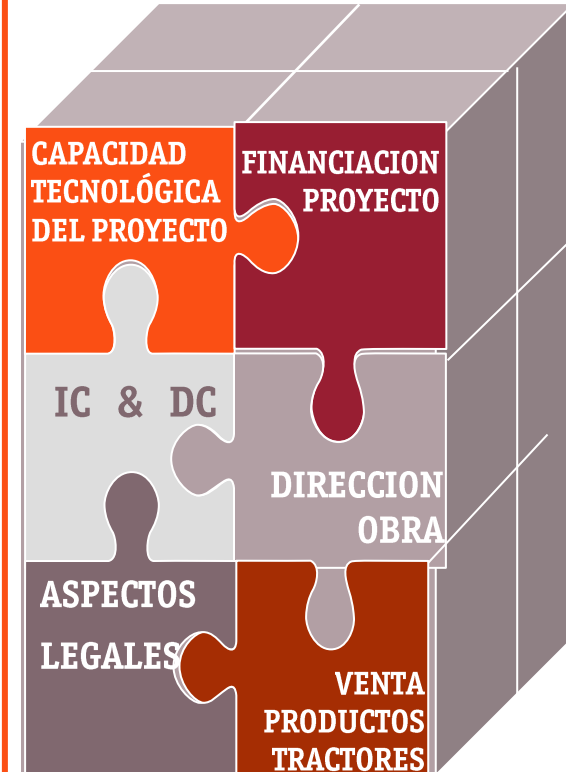 CAPACIDAD
TECNOLÓGICA
DEL PROYECTO
FINANCIACION
PROYECTO
IC & DC
DIRECCION
OBRA
ASPECTOS
LEGALES
VENTA
PRODUCTOS
TRACTORES